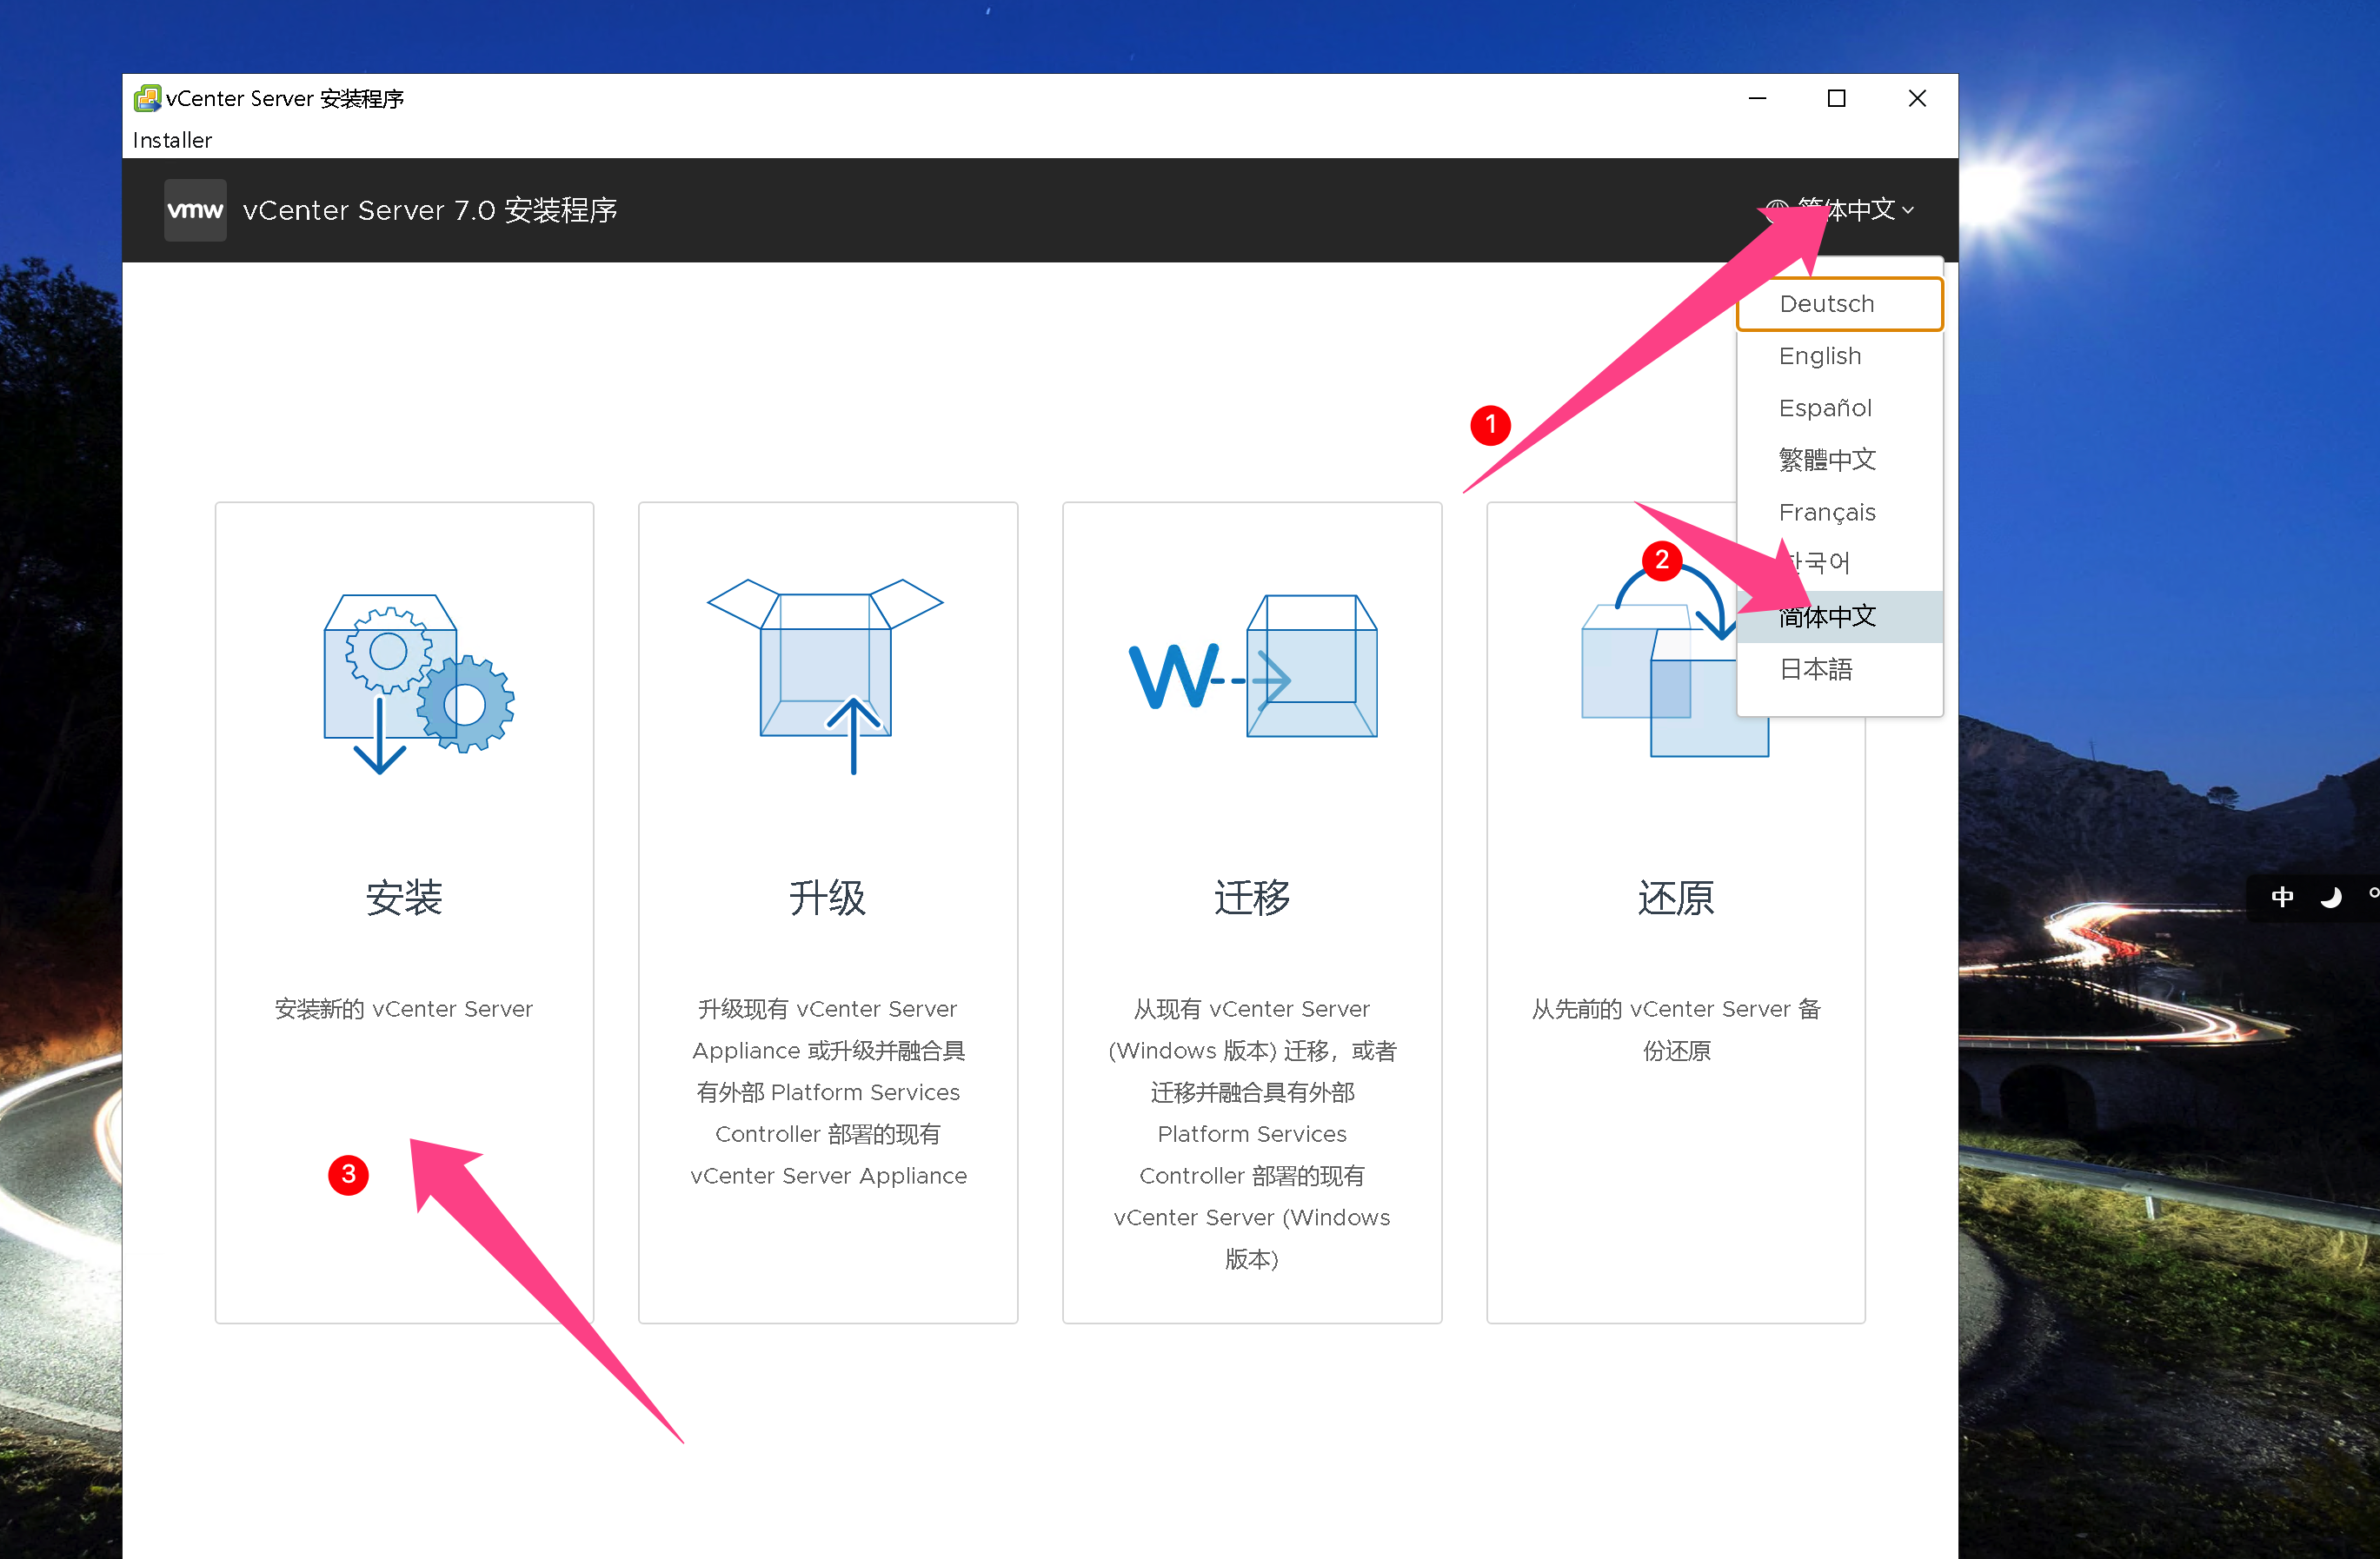 vCenter Server 安装程序
Installer
vmw vCenter Server 7.0 安装程序
简体中文
Deutsch
English
Español
繁體中文
Français
한국어
简体中文
日本語
1
2
安装
安装新的 vCenter Server
3
升级
升级现有 vCenter Server
Appliance 或升级并融合具
有外部 Platform Services
Controller 部署的现有
vCenter Server Appliance
W
迁移
从现有 vCenter Server
(Windows 版本) 迁移，或者
迁移并融合具有外部
Platform Services
Controller 部署的现有
vCenter Server (Windows
版本)
还原
从先前的 vCenter Server 备
份还原
中